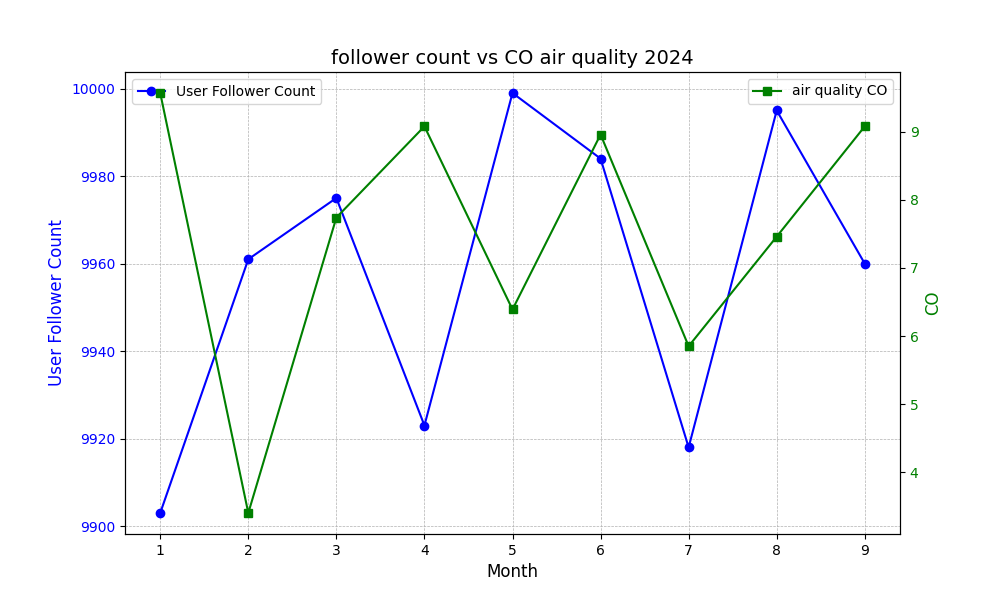 follower count vs CO air quality 2024
User Follower Count
air quality CO
User Follower Count
10000
9980
9960
9940
9920
9900
CO
9
8
7
6
5
4
1 2 3 4 5 6 7 8 9
Month